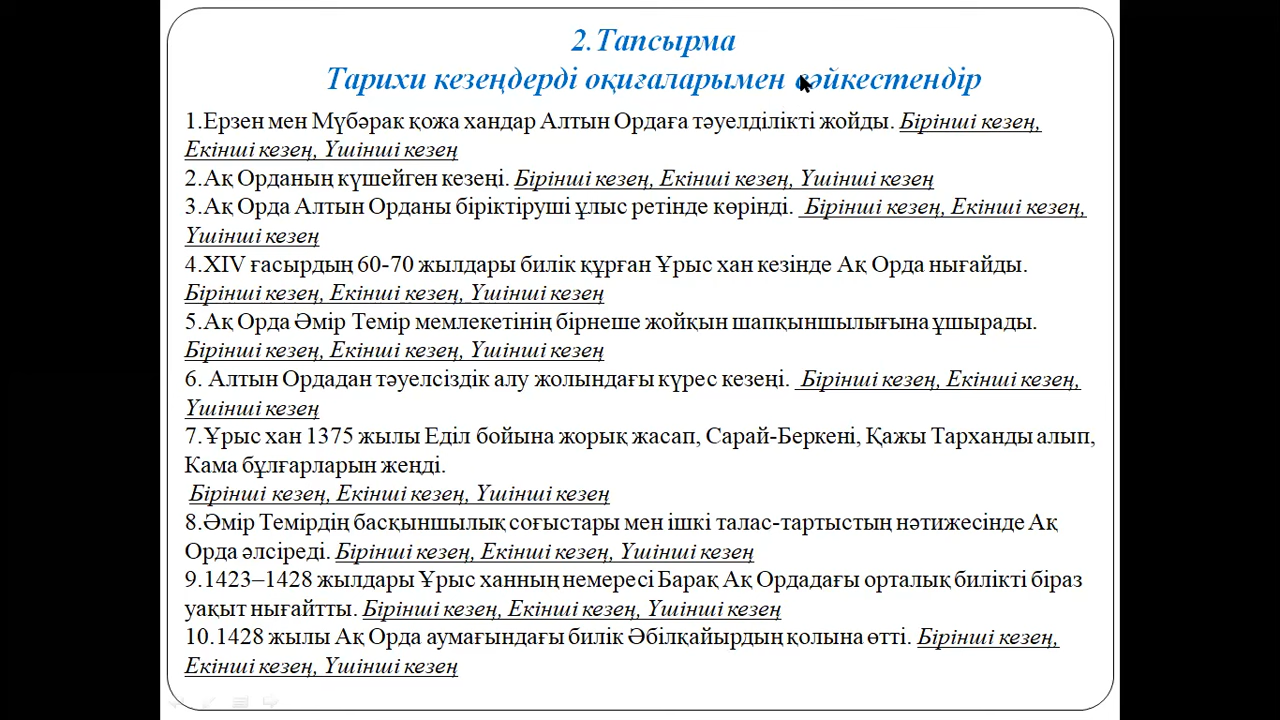 2.Тапсырма
Тарихи кезеңдерді оқиғаларымен сәйкестендір
1.Ерзен мен Мүбәрак қожа хандар Алтын Ордаға тәуелділікті жойды. Бірінші кезең,
Екінші кезең, Үшінші кезең
2.Ақ Орданың күшейген кезеңі. Бірінші кезең, Екінші кезең, Үшінші кезең
3.Ақ Орда Алтын Орданы біріктіруші ұлыс ретінде көрінді. Бірінші кезең, Екінші кезең,
Үшінші кезең
4.XIV ғасырдың 60-70 жылдары билік құрған Ұрыс хан кезінде Ақ Орда нығайды.
Бірінші кезең, Екінші кезең, Үшінші кезең
5.Ақ Орда Әмір Темір мемлекетінің бірнеше жойқын шапқыншылығына ұшырады.
Бірінші кезең, Екінші кезең, Үшінші кезең
6. Алтын Ордадан тәуелсіздік алу жолындағы күрес кезеңі. Бірінші кезең, Екінші кезең,
Үшінші кезең
7.Ұрыс хан 1375 жылы Еділ бойына жорық жасап, Сарай-Беркені, Қажы Тарханды алып,
Кама бұлғарларын жеңді.
Бірінші кезең, Екінші кезең, Үшінші кезең
8.Әмір Темірдің басқыншылық соғыстары мен ішкі талас-тартыстың нәтижесінде Ақ
Орда әлсіреді. Бірінші кезең, Екінші кезең, Үшінші кезең
9.1423–1428 жылдары Ұрыс ханның немересі Барақ Ақ Ордадағы орталық билікті біраз
уақыт нығайтты. Бірінші кезең, Екінші кезең, Үшінші кезең
10.1428 жылы Ақ Орда аумағындағы билік Әбілқайырдың қолына өтті. Бірінші кезең,
Екінші кезең, Үшінші кезең